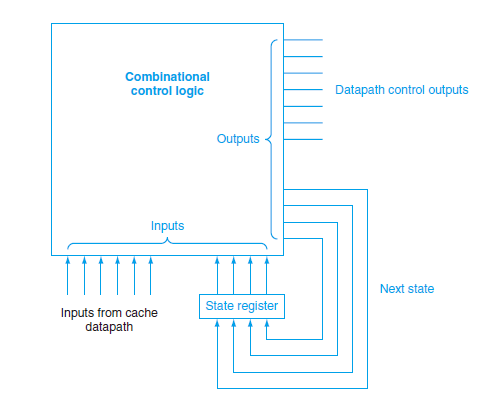 Combinational
control logic
Datapath control outputs
Outputs
Inputs
Next state
State register
Inputs from cache
datapath